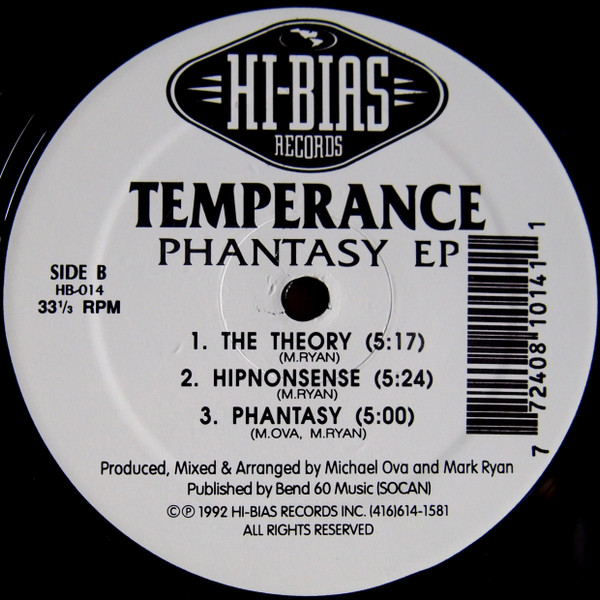 HI-BIAS
RECORDS
TEMPERANCE
PHANTASY EP
SIDE B
HB-014
33⅓ RPM
1. THE THEORY (5:17)
(M.RYAN)
2. HIPNONSENSE (5:24)
(M.RYAN)
3. PHANTASY (5:00)
(M.OVA, M.RYAN)
7 72408 10141 1
Produced, Mixed & Arranged by Michael Ova and Mark Ryan
Published by Bend 60 Music (SOCAN)
©℗ 1992 HI-BIAS RECORDS INC. (416)614-1581
ALL RIGHTS RESERVED